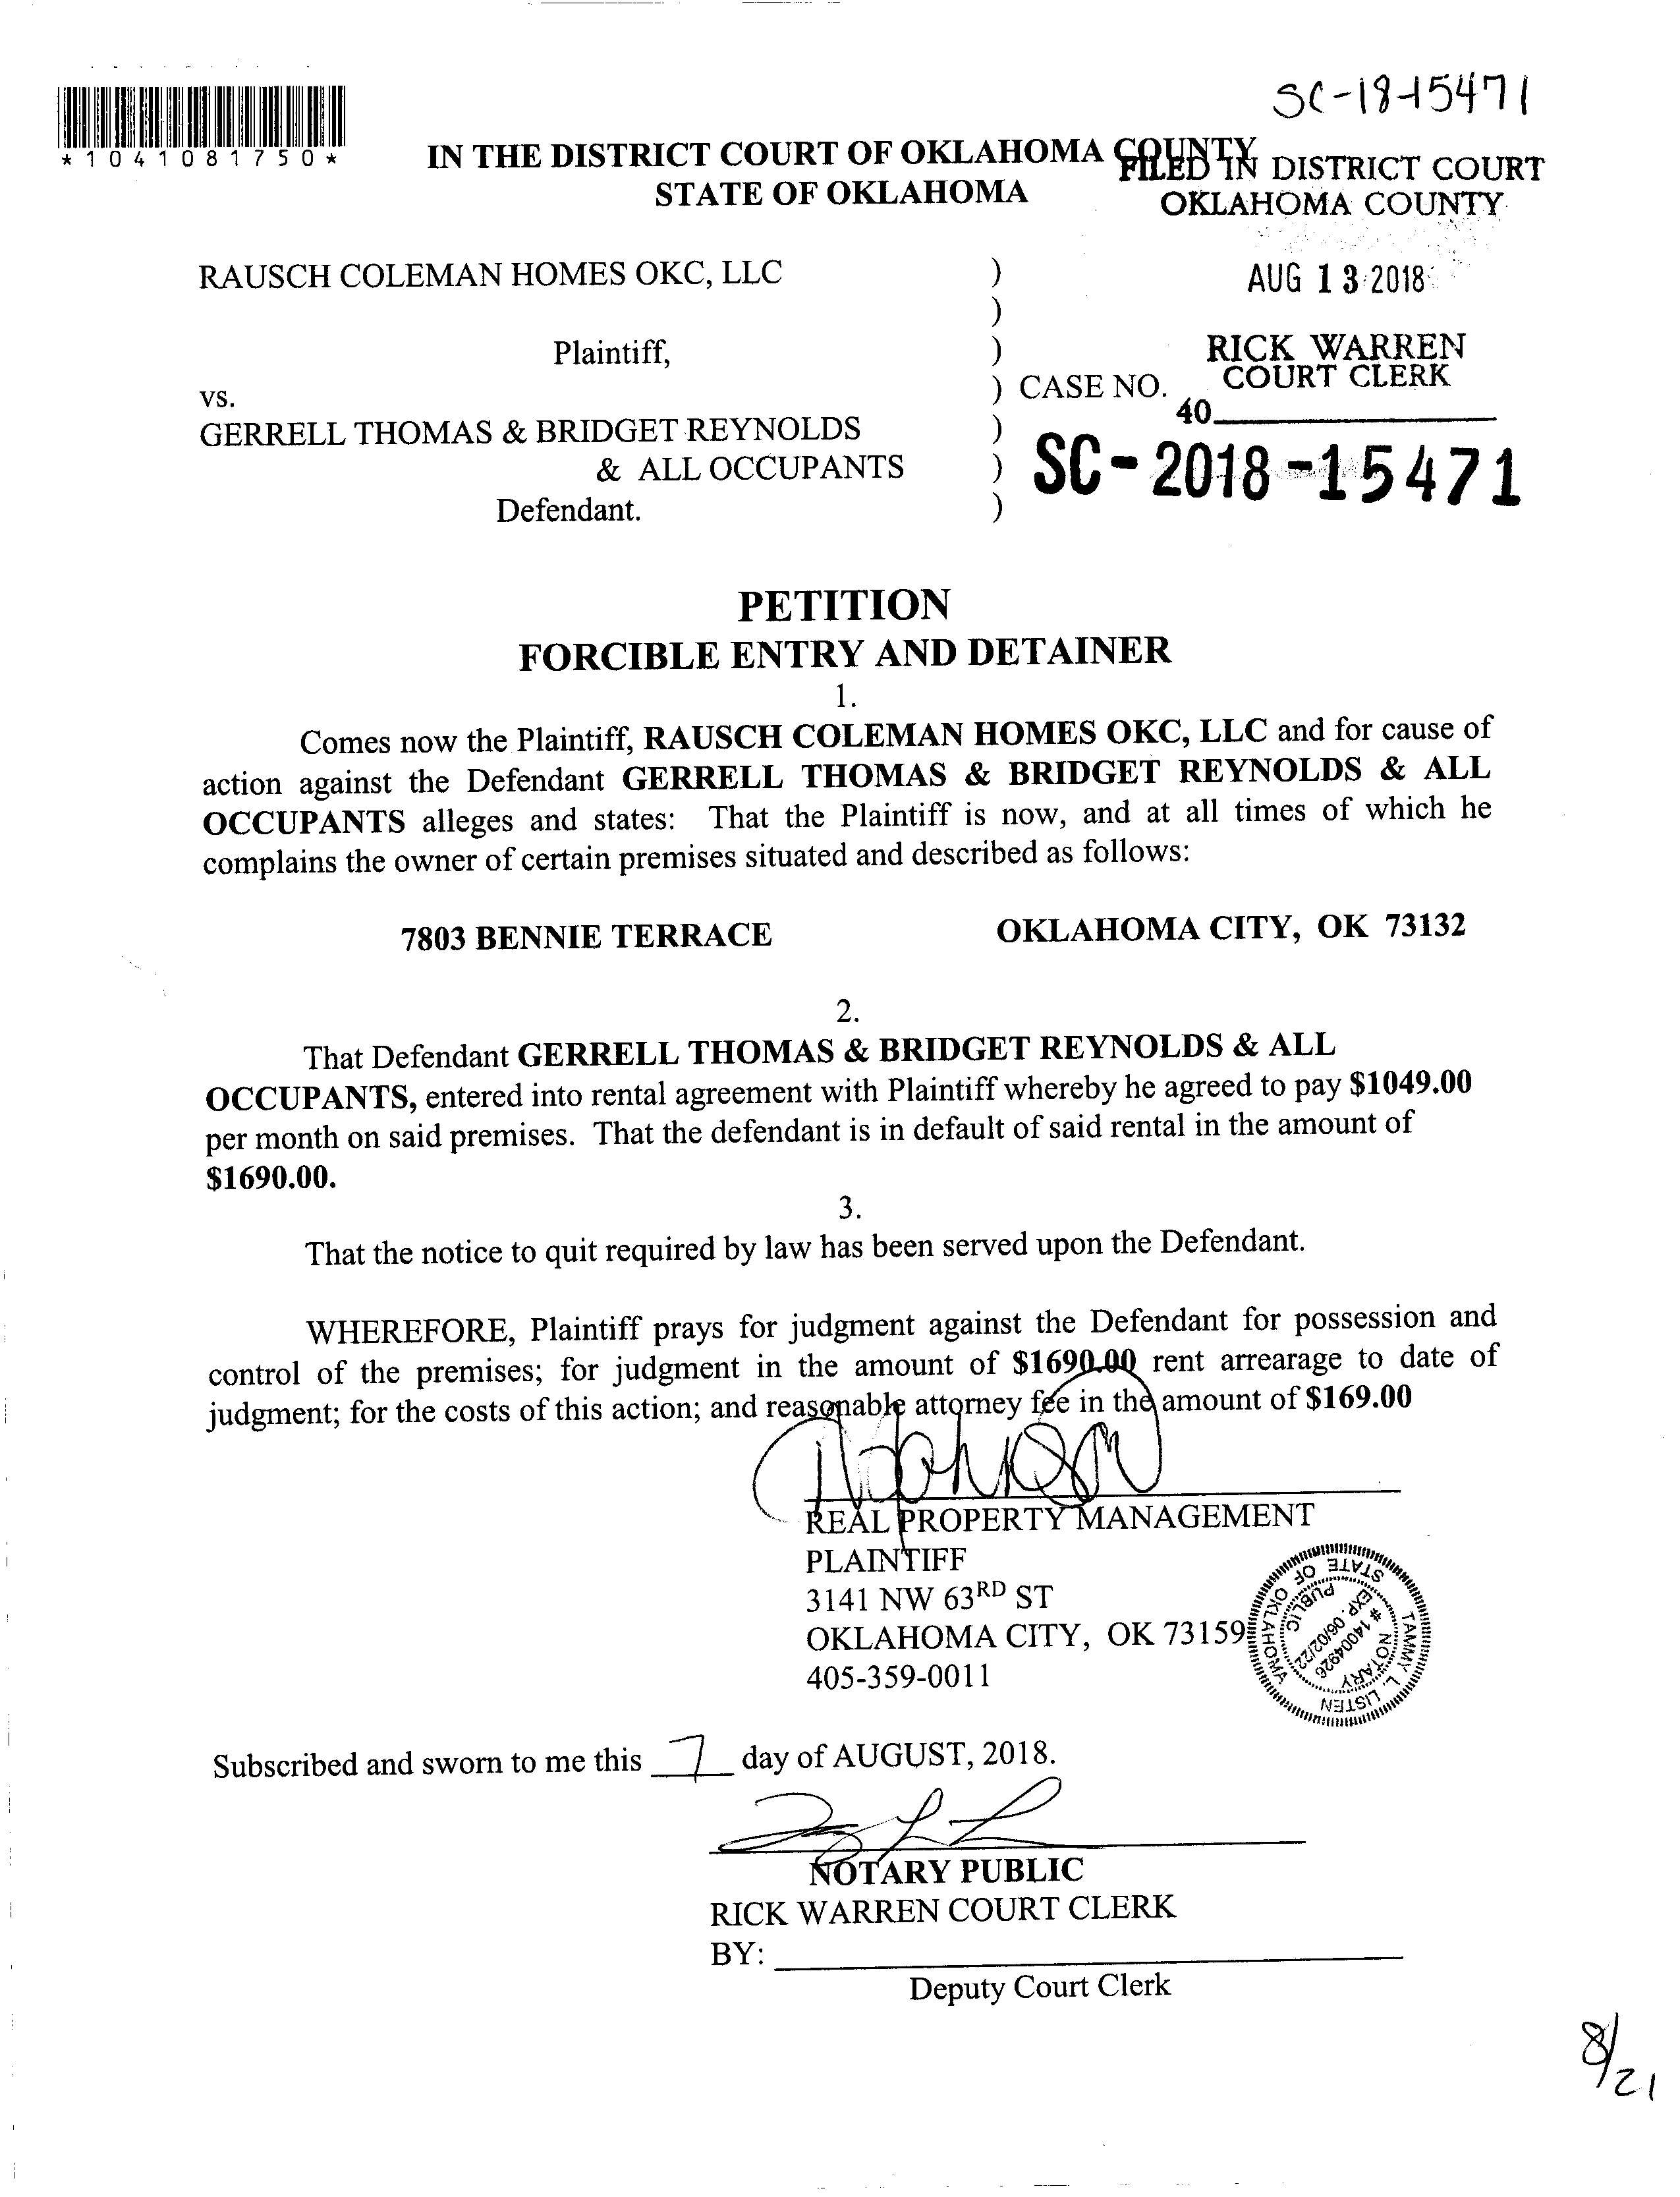 SC-18-15471
*1041081750*
IN THE DISTRICT COURT OF OKLAHOMA COUNTY
STATE OF OKLAHOMA
FILED IN DISTRICT COURT
OKLAHOMA COUNTY
AUG 13 2018
RICK WARREN
COURT CLERK
40
RAUSCH COLEMAN HOMES OKC, LLC )
)
Plaintiff, )
vs. ) CASE NO.
GERRELL THOMAS & BRIDGET REYNOLDS )
& ALL OCCUPANTS ) SC-2018-15471
Defendant. )
PETITION
FORCIBLE ENTRY AND DETAINER
1.
Comes now the Plaintiff, RAUSCH COLEMAN HOMES OKC, LLC and for cause of
action against the Defendant GERRELL THOMAS & BRIDGET REYNOLDS & ALL
OCCUPANTS alleges and states: That the Plaintiff is now, and at all times of which he
complains the owner of certain premises situated and described as follows:
7803 BENNIE TERRACE OKLAHOMA CITY, OK 73132
2.
That Defendant GERRELL THOMAS & BRIDGET REYNOLDS & ALL
OCCUPANTS, entered into rental agreement with Plaintiff whereby he agreed to pay $1049.00
per month on said premises. That the defendant is in default of said rental in the amount of
$1690.00.
3.
That the notice to quit required by law has been served upon the Defendant.
WHEREFORE, Plaintiff prays for judgment against the Defendant for possession and
control of the premises; for judgment in the amount of $1690.00 rent arrearage to date of
judgment; for the costs of this action; and reasonable attorney fee in the amount of $169.00
REAL PROPERTY MANAGEMENT
PLAINTIFF
3141 NW 63RD ST
OKLAHOMA CITY, OK 73159
405-359-0011
TAMMY L. LISTEN
STATE OF OKLAHOMA
NOTARY
# 14004926
EXP. 06/02/22
PUBLIC
Subscribed and sworn to me this 7 day of AUGUST, 2018.
NOTARY PUBLIC
RICK WARREN COURT CLERK
BY:
Deputy Court Clerk
8/21